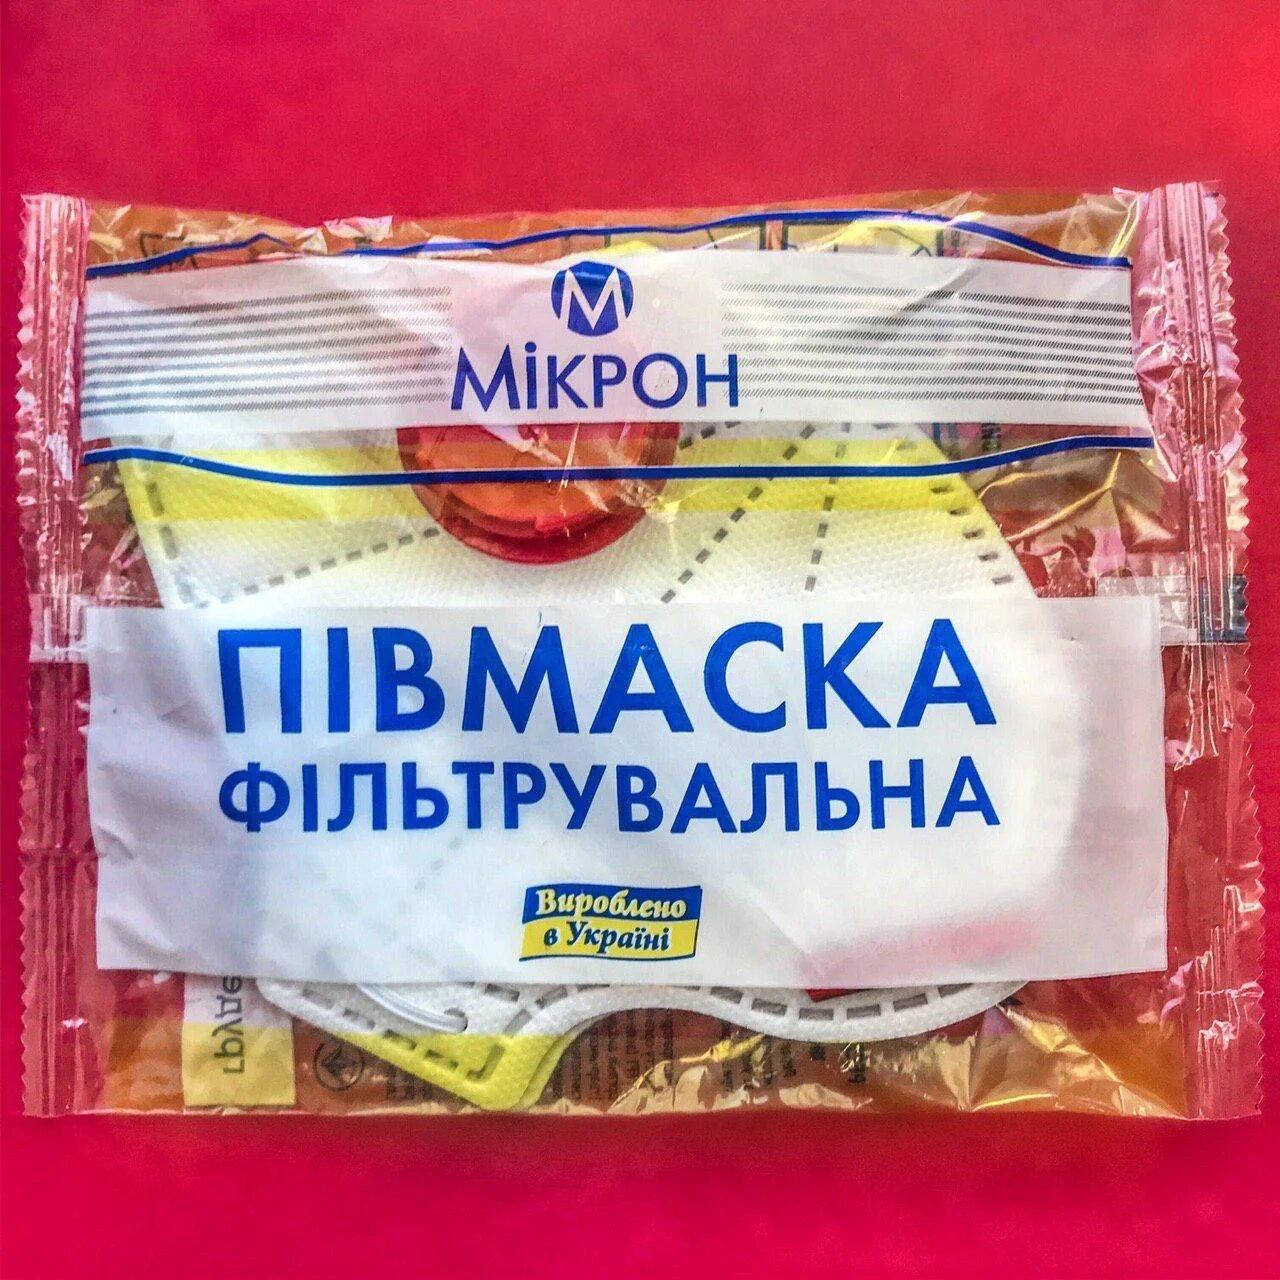 М
Мікрон
ПІВМАСКА
ФІЛЬТРУВАЛЬНА
Вироблено
в Україні